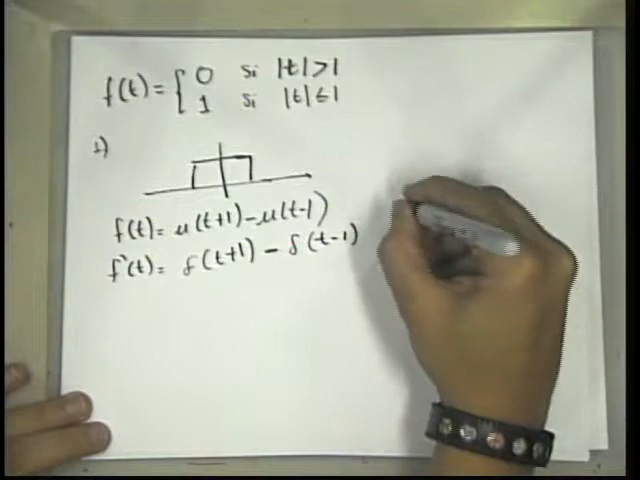 f(t) = { 0 si |t| > 1
1 si |t| ≤ 1
1)
f(t) = u(t+1) - u(t-1)
f'(t) = δ(t+1) - δ(t-1)